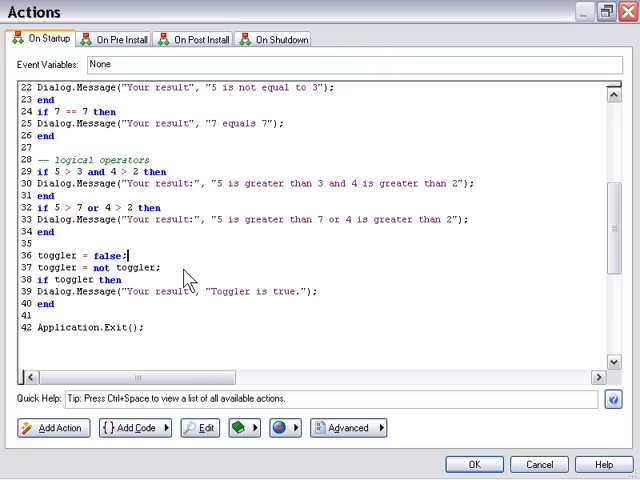 Actions
On Startup
On Pre Install
On Post Install
On Shutdown
Event Variables:
None
22 Dialog.Message("Your result", "5 is not equal to 3");
23 end
24 if 7 == 7 then
25 Dialog.Message("Your result", "7 equals 7");
26 end
27
28 -- logical operators
29 if 5 > 3 and 4 > 2 then
30 Dialog.Message("Your result:", "5 is greater than 3 and 4 is greater than 2");
31 end
32 if 5 > 7 or 4 > 2 then
33 Dialog.Message("Your result:", "5 is greater than 7 or 4 is greater than 2");
34 end
35
36 toggler = false;
37 toggler = not toggler;
38 if toggler then
39 Dialog.Message("Your result", "Toggler is true.");
40 end
41
42 Application.Exit();
Quick Help:
Tip: Press Ctrl+Space to view a list of all available actions.
?
Add Action
{ } Add Code
Edit
Advanced
OK
Cancel
Help